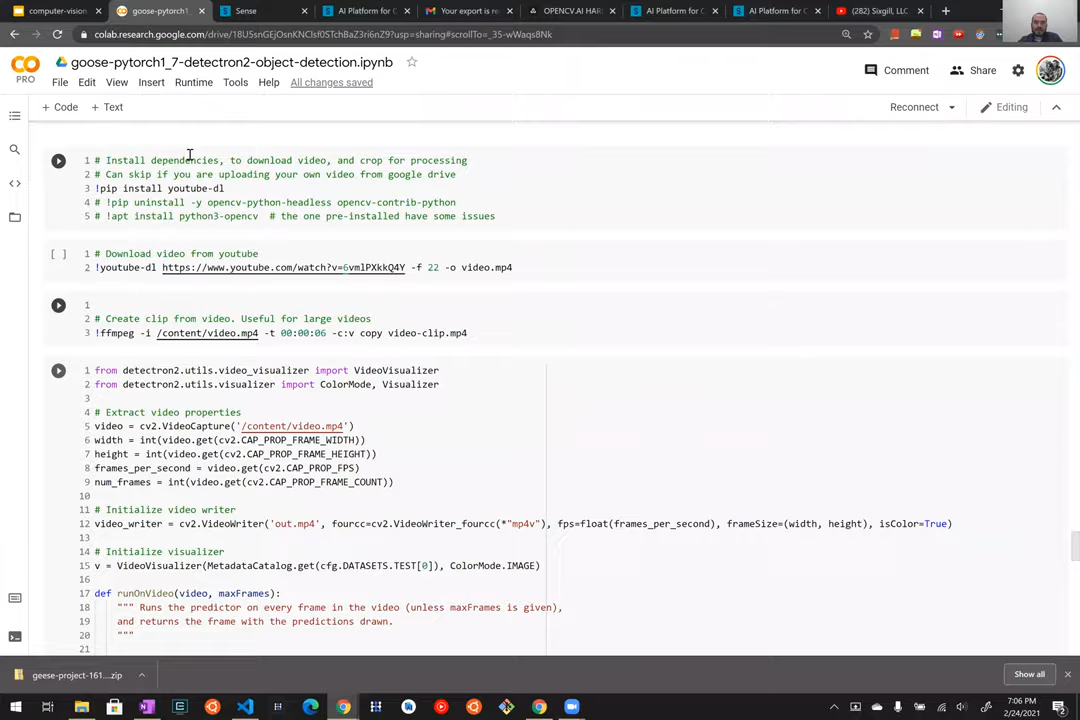 computer-vision
goose-pytorch1_7
Sense
AI Platform for C
Your export is re
OPENCV.AI HAR
AI Platform for C
AI Platform for C
(282) Sixgill, LLC
colab.research.google.com/drive/18U5snGEjOsnKNCIsf0STchBaZ3ri6nZ9?usp=sharing#scrollTo=_35-wWaqs8Nk
CO
PRO
goose-pytorch1_7-detectron2-object-detection.ipynb
Comment
Share
File Edit View Insert Runtime Tools Help All changes saved
+ Code + Text
Reconnect
Editing
1 # Install dependencies, to download video, and crop for processing
2 # Can skip if you are uploading your own video from google drive
3 !pip install youtube-dl
4 # !pip uninstall -y opencv-python-headless opencv-contrib-python
5 # !apt install python3-opencv  # the one pre-installed have some issues
[ ] 1 # Download video from youtube
2 !youtube-dl https://www.youtube.com/watch?v=6vmlPXkkQ4Y -f 22 -o video.mp4
1
2 # Create clip from video. Useful for large videos
3 !ffmpeg -i /content/video.mp4 -t 00:00:06 -c:v copy video-clip.mp4
1 from detectron2.utils.video_visualizer import VideoVisualizer
2 from detectron2.utils.visualizer import ColorMode, Visualizer
3
4 # Extract video properties
5 video = cv2.VideoCapture('/content/video.mp4')
6 width = int(video.get(cv2.CAP_PROP_FRAME_WIDTH))
7 height = int(video.get(cv2.CAP_PROP_FRAME_HEIGHT))
8 frames_per_second = video.get(cv2.CAP_PROP_FPS)
9 num_frames = int(video.get(cv2.CAP_PROP_FRAME_COUNT))
10
11 # Initialize video writer
12 video_writer = cv2.VideoWriter('out.mp4', fourcc=cv2.VideoWriter_fourcc(*"mp4v"), fps=float(frames_per_second), frameSize=(width, height), isColor=True)
13
14 # Initialize visualizer
15 v = VideoVisualizer(MetadataCatalog.get(cfg.DATASETS.TEST[0]), ColorMode.IMAGE)
16
17 def runOnVideo(video, maxFrames):
18 """ Runs the predictor on every frame in the video (unless maxFrames is given),
19 and returns the frame with the predictions drawn.
20 """
21
geese-project-161....zip
Show all
7:06 PM
2/24/2021